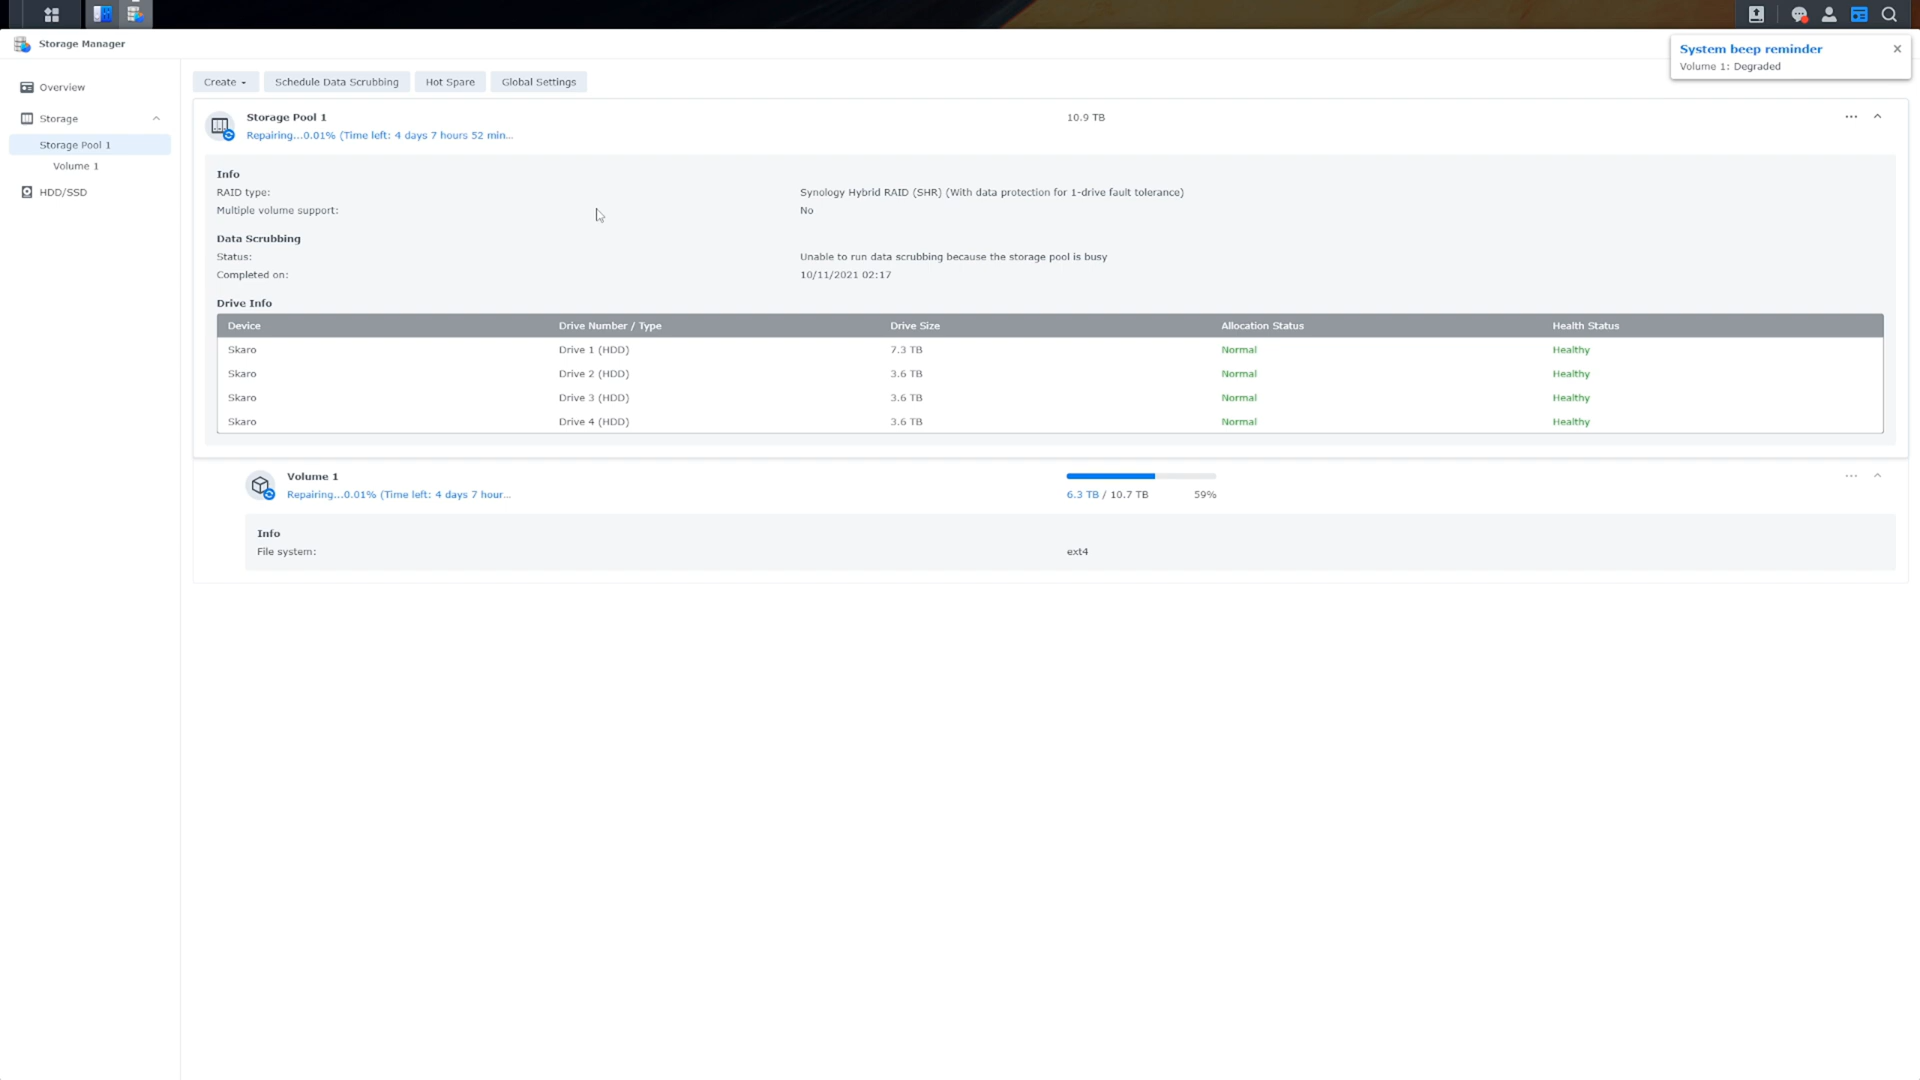 Storage Manager
System beep reminder
Volume 1: Degraded
Overview
Storage
Storage Pool 1
Volume 1
HDD/SSD
Create
Schedule Data Scrubbing
Hot Spare
Global Settings
Storage Pool 1
10.9 TB
Repairing...0.01% (Time left: 4 days 7 hours 52 min...
Info
RAID type: Synology Hybrid RAID (SHR) (With data protection for 1-drive fault tolerance)
Multiple volume support: No
Data Scrubbing
Status: Unable to run data scrubbing because the storage pool is busy
Completed on: 10/11/2021 02:17
Drive Info
Device Drive Number / Type Drive Size Allocation Status Health Status
Skaro Drive 1 (HDD) 7.3 TB Normal Healthy
Skaro Drive 2 (HDD) 3.6 TB Normal Healthy
Skaro Drive 3 (HDD) 3.6 TB Normal Healthy
Skaro Drive 4 (HDD) 3.6 TB Normal Healthy
Volume 1
Repairing...0.01% (Time left: 4 days 7 hour...
6.3 TB / 10.7 TB 59%
Info
File system: ext4